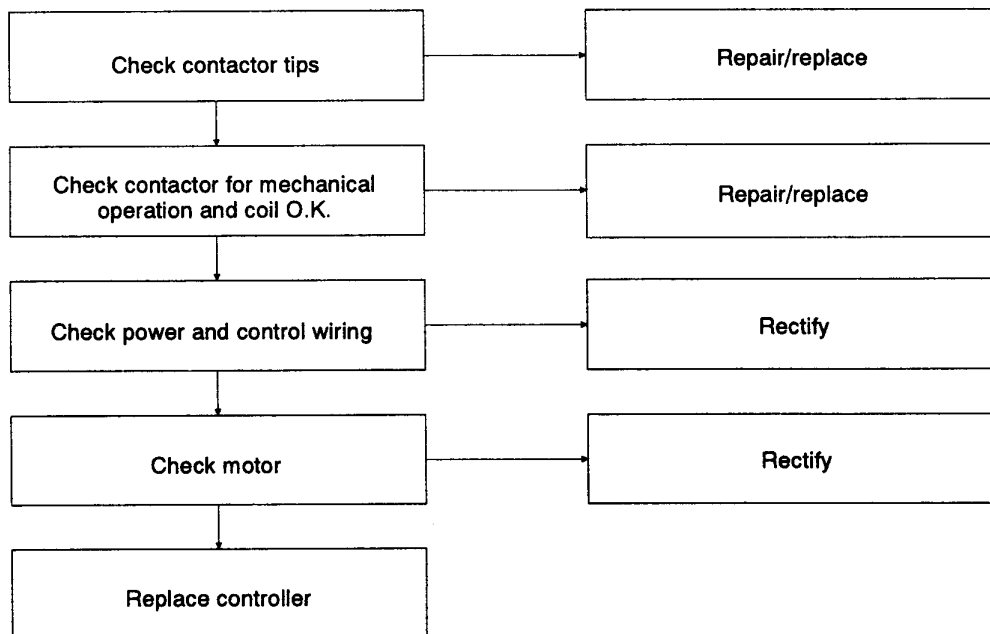 Check contactor tips
Repair/replace
Check contactor for mechanical
operation and coil O.K.
Repair/replace
Check power and control wiring
Rectify
Check motor
Rectify
Replace controller